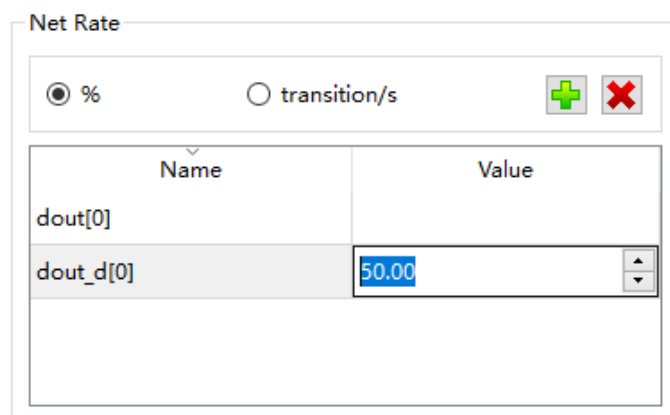 Net Rate
% transition/s
Name Value
dout[0]
dout_d[0] 50.00